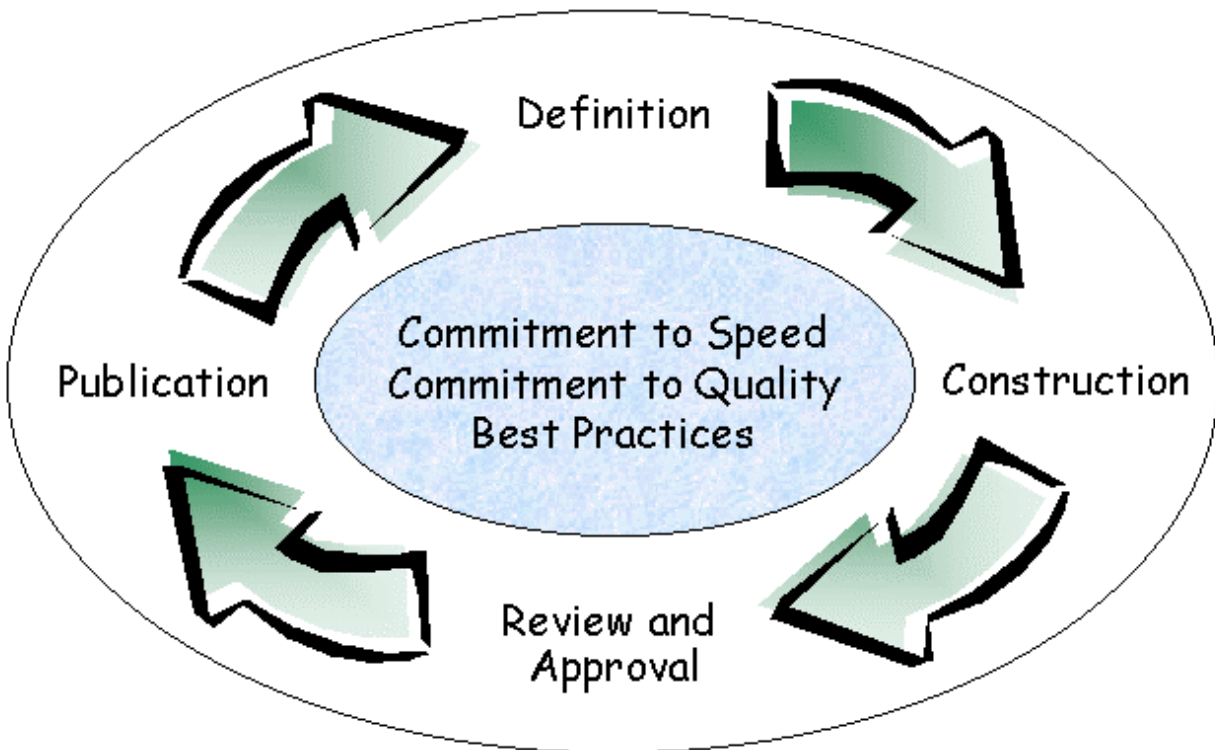 Definition
Commitment to Speed
Commitment to Quality
Best Practices
Publication
Construction
Review and
Approval